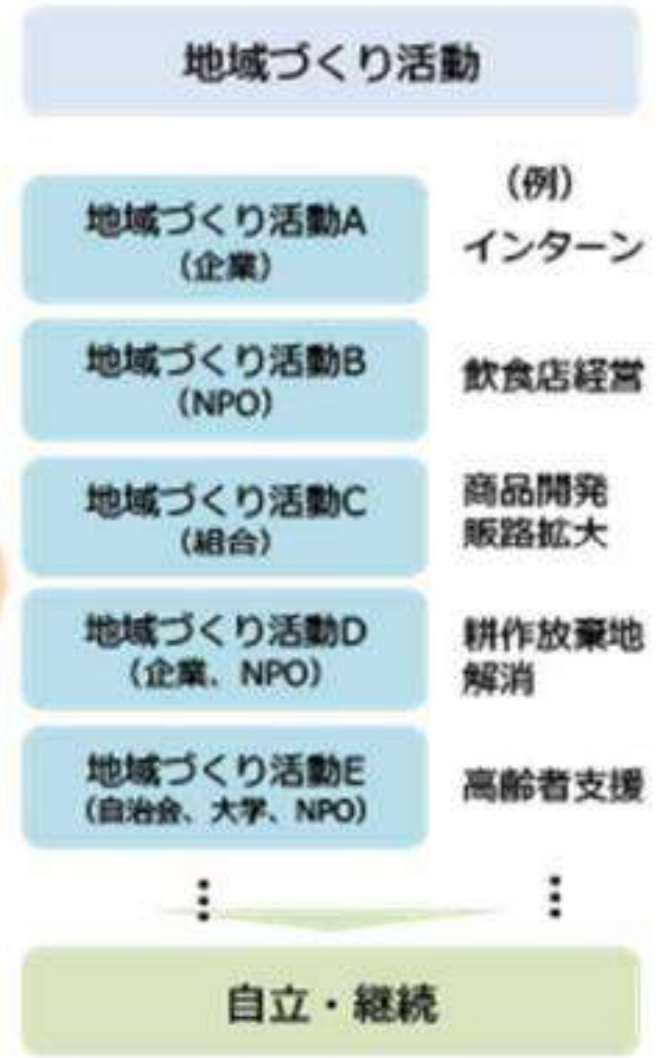 地域づくり活動
(例)
地域づくり活動A
(企業)
インターン
地域づくり活動B
(NPO)
飲食店経営
地域づくり活動C
(組合)
商品開発
販路拡大
地域づくり活動D
(企業、NPO)
耕作放棄地
解消
地域づくり活動E
(自治会、大学、NPO)
高齢者支援
自立・継続